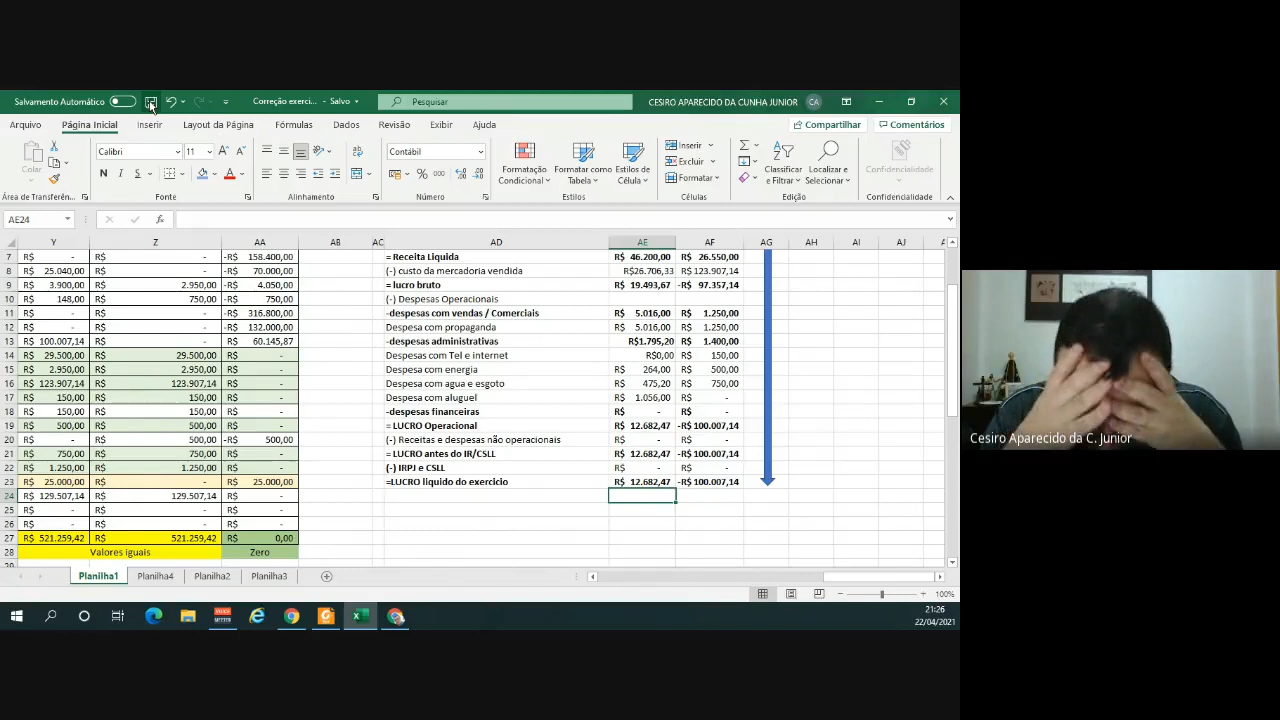 Salvamento Automático Correção exerci... - Salvo Pesquisar CESIRO APARECIDO DA CUNHA JUNIOR CA
Arquivo Página Inicial Inserir Layout da Página Fórmulas Dados Revisão Exibir Ajuda Compartilhar Comentários
Colar Calibri 11 N I S Contábil % 000 Formatação Condicional Formatar como Tabela Estilos de Célula Inserir Excluir Formatar Classificar e Filtrar Localizar e Selecionar Confidencialidade
Área de Transferên... Fonte Alinhamento Número Estilos Células Edição Confidencialidade
AE24 fx
Y Z AA AB AC AD AE AF AG AH AI AJ
7 R$ - R$ - -R$ 158.400,00 = Receita Liquida R$ 46.200,00 R$ 26.550,00
8 R$ 25.040,00 R$ - -R$ 70.000,00 (-) custo da mercadoria vendida R$26.706,33 R$123.907,14
9 R$ 3.900,00 R$ 2.950,00 -R$ 4.050,00 = lucro bruto R$ 19.493,67 -R$ 97.357,14
10 R$ 148,00 R$ 750,00 -R$ 750,00 (-) Despesas Operacionais
11 R$ - R$ - -R$ 316.800,00 -despesas com vendas / Comerciais R$ 5.016,00 R$ 1.250,00
12 R$ - R$ - -R$ 132.000,00 Despesa com propaganda R$ 5.016,00 R$ 1.250,00
13 R$ 100.007,14 R$ - R$ 60.145,87 -despesas administrativas R$1.795,20 R$ 1.400,00
14 R$ 29.500,00 R$ 29.500,00 R$ - Despesas com Tel e internet R$0,00 R$ 150,00
15 R$ 2.950,00 R$ 2.950,00 R$ - Despesas com energia R$ 264,00 R$ 500,00
16 R$ 123.907,14 R$ 123.907,14 R$ - Despesa com agua e esgoto R$ 475,20 R$ 750,00
17 R$ 150,00 R$ 150,00 R$ - Despesa com aluguel R$ 1.056,00 R$ -
18 R$ 150,00 R$ 150,00 R$ - -despesas financeiras R$ - R$ -
19 R$ 500,00 R$ 500,00 R$ - = LUCRO Operacional R$ 12.682,47 -R$ 100.007,14
20 R$ - R$ 500,00 -R$ 500,00 (-) Receitas e despesas não operacionais R$ - R$ -
21 R$ 750,00 R$ 750,00 R$ - = LUCRO antes do IR/CSLL R$ 12.682,47 -R$ 100.007,14
22 R$ 1.250,00 R$ 1.250,00 R$ - (-) IRPJ e CSLL R$ - R$ -
23 R$ 25.000,00 R$ - R$ 25.000,00 =LUCRO liquido do exercicio R$ 12.682,47 -R$ 100.007,14
24 R$ 129.507,14 R$ 129.507,14 R$ -
25 R$ - R$ - R$ -
26 R$ - R$ - R$ -
27 R$ 521.259,42 R$ 521.259,42 R$ 0,00
28 Valores iguais Zero
Planilha1 Planilha4 Planilha2 Planilha3
100%
21:26
22/04/2021
Cesiro Aparecido da C. Junior